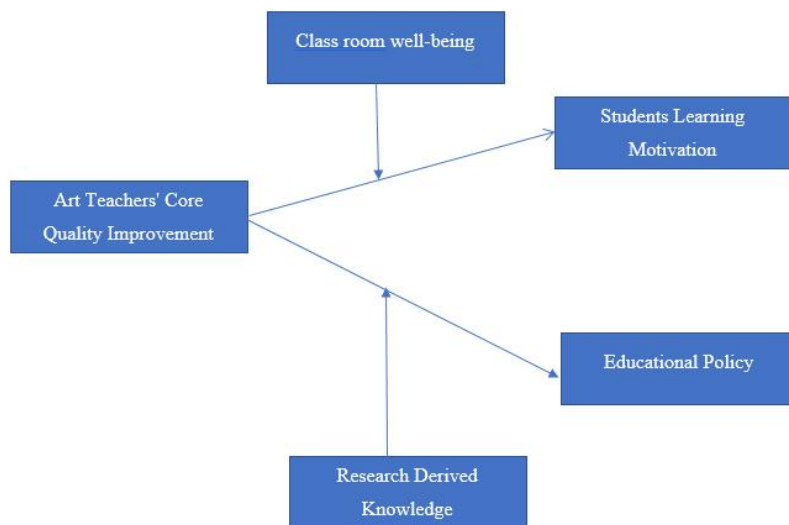 Class room well-being
Students Learning
Motivation
Art Teachers' Core
Quality Improvement
Educational Policy
Research Derived
Knowledge